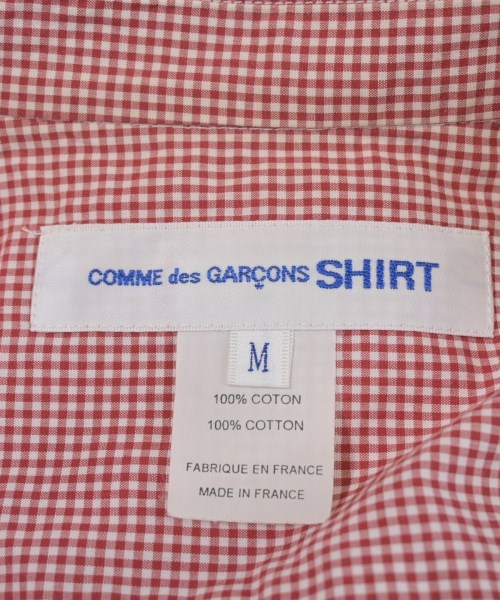 COMME des GARÇONS SHIRT
M
100% COTON
100% COTTON
FABRIQUE EN FRANCE
MADE IN FRANCE